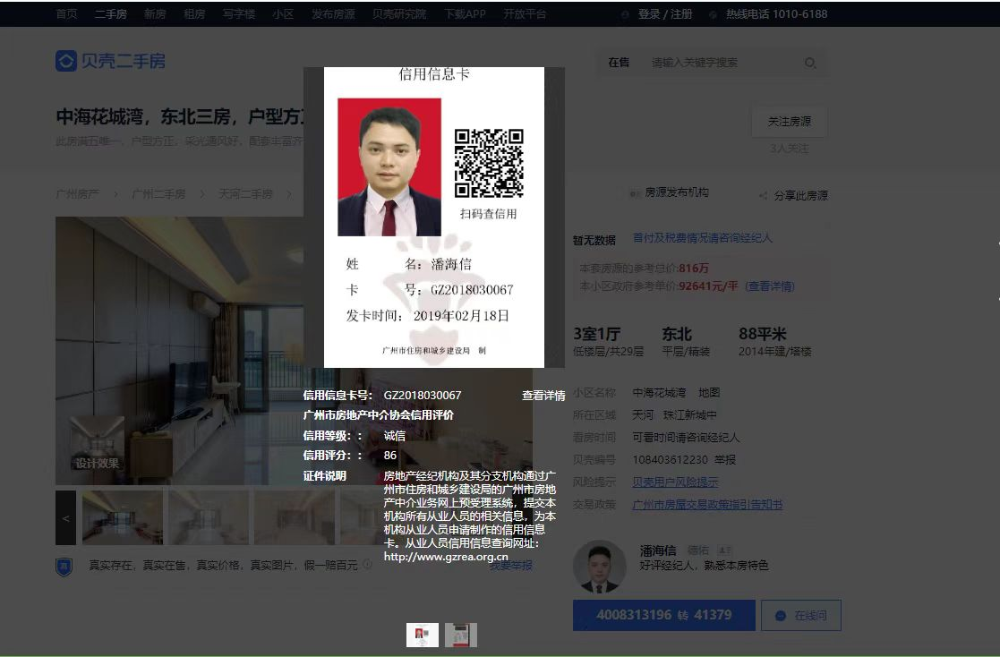 首页 二手房 新房 租房 写字楼 小区 发布房源 贝壳研究院 下载APP 开放平台 登录 / 注册 热线电话 1010-6188
贝壳二手房
在售 请输入关键字搜索
中海花城湾，东北三房，户型方正
关注房源
此房满五唯一，户型方正，采光通风好，配套丰富齐
3人关注
广州房产 > 广州二手房 > 天河二手房 >
房源发布机构 分享此房源
信用信息卡
扫码查信用
姓 名：潘海信
卡 号：GZ2018030067
发卡时间： 2019年02月18日
广州市住房和城乡建设局 制
暂无数据 首付及税费情况请咨询经纪人
本套房源的参考总价:816万
本小区政府参考单价:92641元/平 (查看详情)
3室1厅 东北 88平米
低楼层/共29层 平层/精装 2014年建/塔楼
小区名称 中海花城湾 地图
所在区域 天河 珠江新城中
看房时间 可看时间请咨询经纪人
贝壳编号 108403612230 举报
风险提示 贝壳用户风险提示
交易政策 广州市房屋交易政策指引告知书
信用信息卡号： GZ2018030067 查看详情
广州市房地产中介协会信用评价
信用等级：： 诚信
信用评分：： 86
证件说明 房地产经纪机构及其分支机构通过广
州市住房和城乡建设局的广州市房地
产中介业务网上预受理系统，提交本
机构所有从业人员的相关信息，为本
机构从业人员申请制作的信用信息
卡。从业人员信用信息查询网址：
http://www.gzrea.org.cn
设计效果
<
真实存在，真实在售，真实价格，真实图片，假一赔百元 我要举报
潘海信 德佑
好评经纪人，熟悉本房特色
4008313196 转 41379 在线问